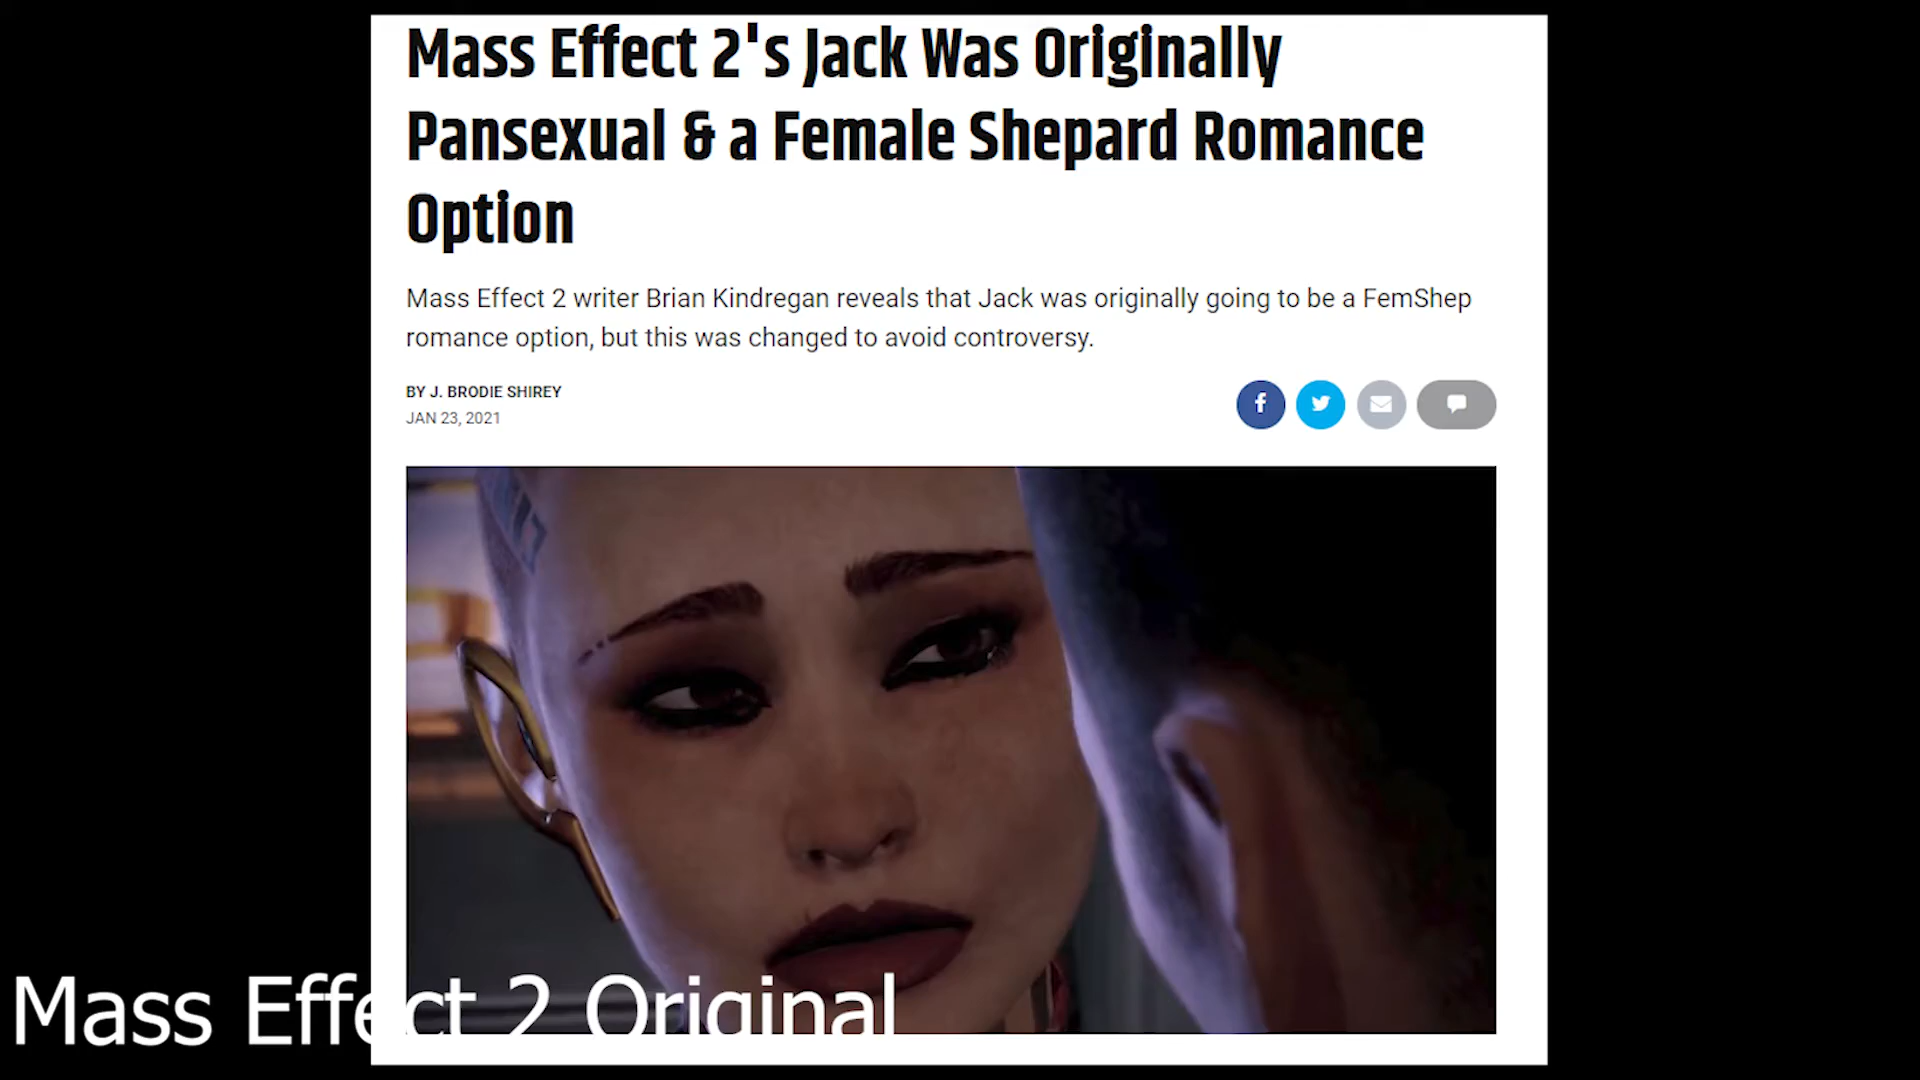 Mass Effect 2's Jack Was Originally
Pansexual & a Female Shepard Romance
Option
Mass Effect 2 writer Brian Kindregan reveals that Jack was originally going to be a FemShep
romance option, but this was changed to avoid controversy.
BY J. BRODIE SHIREY
JAN 23, 2021
Mass Effect 2 Original